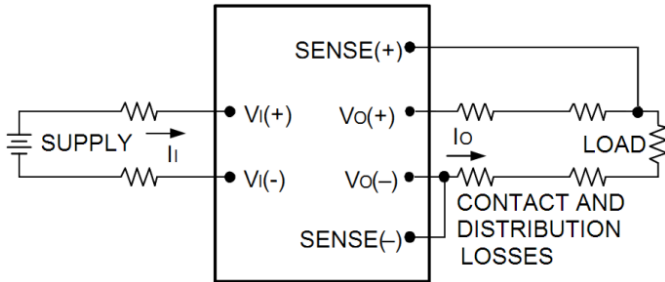 SENSE(+)
VI(+)
VO(+)
SUPPLY
II
IO
LOAD
VI(-)
VO(–)
CONTACT AND
DISTRIBUTION
LOSSES
SENSE(–)